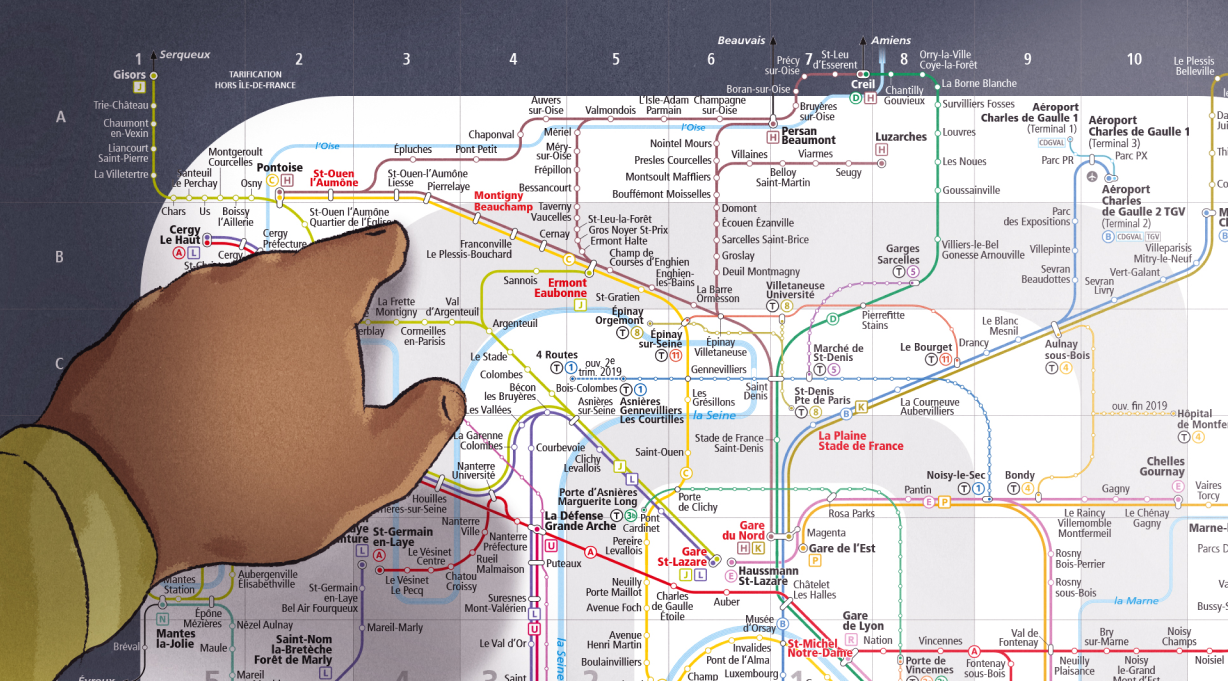 Beauvais
Amiens
1
Serqueux
2
3
4
5
6
7
8
9
10
St-Leu
d'Esserent
Orry-la-Ville
Coye-la-Forêt
Précy
sur-Oise
Le Plessis
Belleville
Gisors
J
TARIFICATION
HORS ÎLE-DE-FRANCE
Creil
D H
Chantilly
Gouvieux
La Borne Blanche
Boran-sur-Oise
Trie-Château
Auvers
sur-Oise
Valmondois
L'Isle-Adam
Parmain
Champagne
sur-Oise
Bruyères
sur-Oise
Survilliers Fosses
A
Aéroport
Charles de Gaulle 1
(Terminal 1)
Aéroport
Charles de Gaulle 1
(Terminal 3)
Chaumont
en-Vexin
Chaponval
Mériel
l'Oise
Persan
Beaumont
H
Luzarches
H
Louvres
CDGVAL
Parc PR
Parc PX
Liancourt
Saint-Pierre
l'Oise
Épluches
Pont Petit
Méry-
sur-Oise
Nointel Mours
Presles Courcelles
Villaines
Viarmes
Les Noues
Montgeroult
Courcelles
Pontoise
C H
St-Ouen
l'Aumône
St-Ouen-l'Aumône
Liesse
Frépillon
Montsoult Maffliers
Belloy
Saint-Martin
Seugy
La Villetertre
Osny
Pierrelaye
Bessancourt
Bouffémont Moisselles
Goussainville
Aéroport
Charles
de Gaulle 2 TGV
(Terminal 2)
B CDGVAL TGV
Chars
Us
Boissy
l'Aillerie
St-Ouen l'Aumône
Quartier de l'Église
Montigny
Beauchamp
Taverny
Vaucelles
Domont
Parc
des Expositions
Cergy
Le Haut
A L
Cergy
Préfecture
Cergy
Cernay
St-Leu-la-Forêt
Gros Noyer St-Prix
Ermont Halte
Écouen Ézanville
Sarcelles Saint-Brice
Villiers-le-Bel
Gonesse Arnouville
B
Franconville
Le Plessis-Bouchard
C
Champ de
Courses d'Enghien
Groslay
Garges
Sarcelles
T 5
Villepinte
Villeparisis
Mitry-le-Neuf
Sannois
Ermont
Eaubonne
J
Enghien-
les-Bains
Deuil Montmagny
Sevran
Beaudottes
Vert-Galant
Sevran
Livry
La Frette
Montigny
Val
d'Argenteuil
St-Gratien
La Barre
Ormesson
Villetaneuse
Université
T 8
Épinay
Orgemont
T 8
D
Pierrefitte
Stains
Cormeilles
en-Parisis
Argenteuil
Épinay
sur-Seine
T 11
Épinay
Villetaneuse
Le Blanc
Mesnil
Le Bourget
T 11
Drancy
Aulnay
sous-Bois
T 4
C
Le Stade
4 Routes
T 1
ouv. 2e
trim. 2019
Marché de
St-Denis
T 5
Gennevilliers
Colombes
Bois-Colombes
T 1
Saint
Denis
Bécon
les Bruyères
Asnières
sur-Seine
Asnières
Gennevilliers
Les Courtilles
Les
Grésillons
St-Denis
Pte de Paris
T 8
B
K
La Courneuve
Aubervilliers
ouv. fin 2019
Les Vallées
la Seine
Hôpital
T 4
La Garenne
Colombes
Courbevoie
Stade de France
Saint-Denis
La Plaine
Stade de France
Clichy
Levallois
Saint-Ouen
Nanterre
Université
J
L
C
Noisy-le-Sec
T 1
Bondy
T 4
Chelles
Gournay
E
Houilles
Porte d'Asnières
Marguerite Long
T 3b
Porte
de Clichy
Pantin
E P
Gagny
Vaires
Torcy
La Défense
Grande Arche
Pont
Cardinet
Rosa Parks
Le Raincy
Villemomble
Montfermeil
Le Chénay
Gagny
Nanterre
Ville
U
Gare
du Nord
H K
Magenta
St-Germain
en-Laye
A
L
Nanterre
Préfecture
Pereire
Levallois
Gare
St-Lazare
J L
Gare de l'Est
P
Rosny
Bois-Perrier
Le Vésinet
Centre
Rueil
Malmaison
A
Puteaux
E
Haussmann
St-Lazare
Mantes
Station
Aubergenville
Élisabethville
Le Vésinet
Le Pecq
Chatou
Croissy
Neuilly
Porte Maillot
Charles
de Gaulle
Étoile
Châtelet
Les Halles
Rosny
sous-Bois
St-Germain
en-Laye
Bel Air Fourqueux
Suresnes
Mont-Valérien
L
Avenue Foch
Auber
la Marne
N
Mantes
la-Jolie
Épône
Mézières
Nézel Aulnay
Mareil-Marly
L
U
Musée
d'Orsay
B
Gare
de Lyon
R
Nation
Bréval
Maule
Saint-Nom
la-Bretèche
Forêt de Marly
L
Le Val d'Or
Avenue
Henri Martin
Invalides
St-Michel
Notre-Dame
Vincennes
A
Val de
Fontenay
Bry
sur-Marne
Noisy
Champs
Mareil
la Seine
Boulainvilliers
Pont de l'Alma
Porte de
Vincennes
Fontenay
sous-Bois
Neuilly
Plaisance
Noisy
le-Grand
Mont d'Est
Noisiel
Saint
Champ
Luxembourg